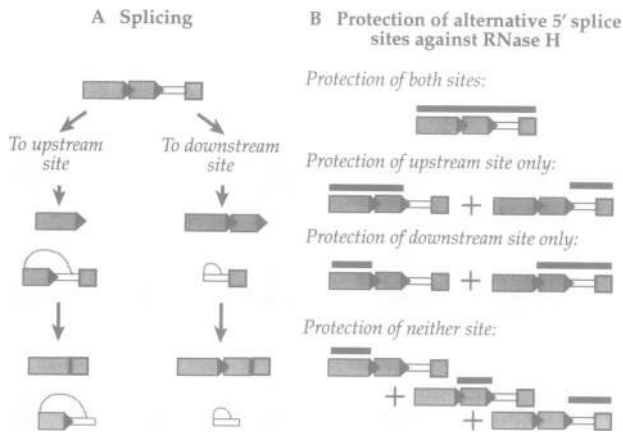 A Splicing
To upstream
site
To downstream
site
B Protection of alternative 5′ splice
sites against RNase H
Protection of both sites:
Protection of upstream site only:
+
Protection of downstream site only:
+
Protection of neither site:
+
+